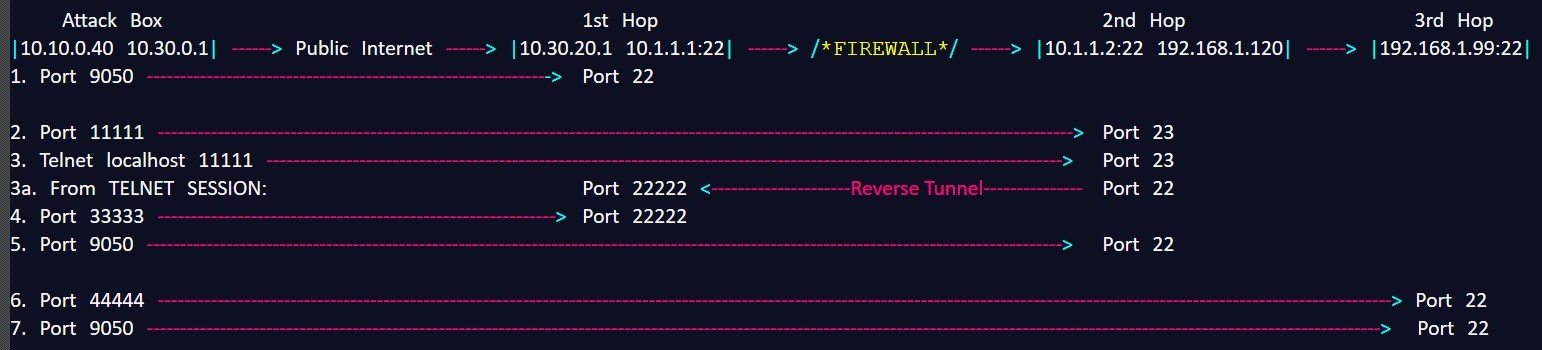 Attack Box 1st Hop 2nd Hop 3rd Hop
|10.10.0.40 10.30.0.1| ------> Public Internet ------> |10.30.20.1 10.1.1.1:22| ------> /*FIREWALL*/ ------> |10.1.1.2:22 192.168.1.120| ------> |192.168.1.99:22|
1. Port 9050 ------> Port 22
2. Port 11111 ------> Port 23
3. Telnet localhost 11111 ------> Port 23
3a. From TELNET SESSION: Port 22222 <------Reverse Tunnel------ Port 22
4. Port 33333 ------> Port 22222
5. Port 9050 ------> Port 22
6. Port 44444 ------> Port 22
7. Port 9050 ------> Port 22